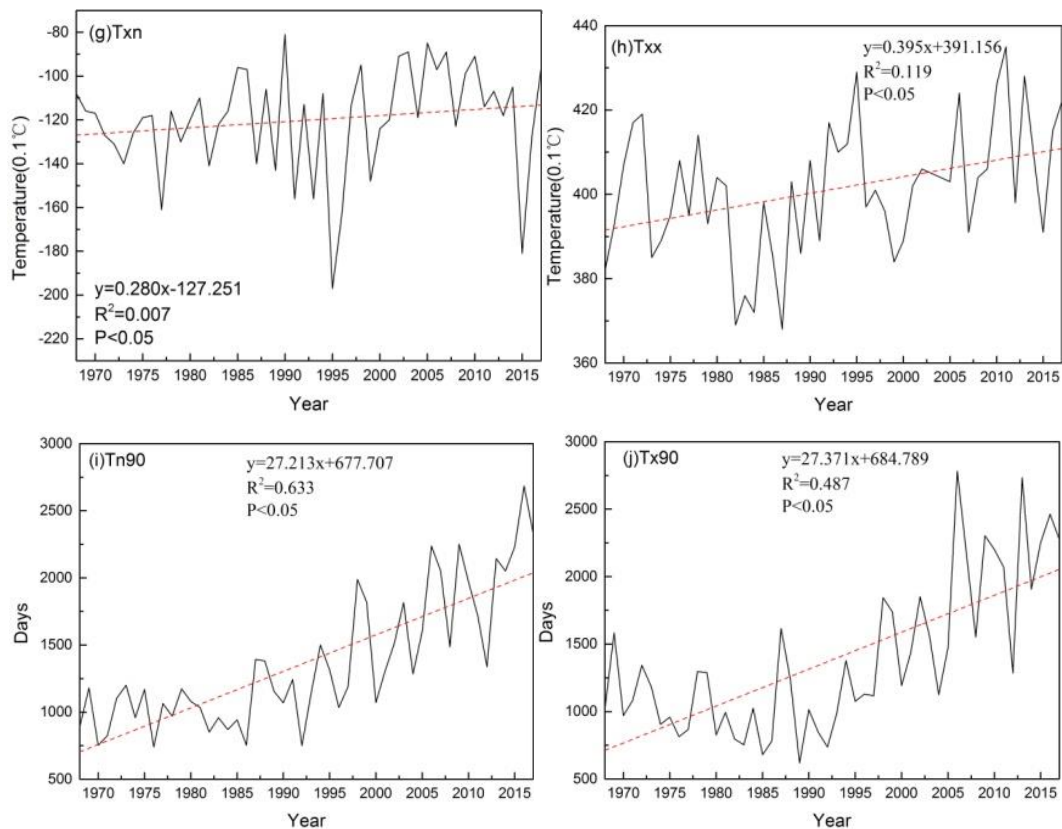 (g)Txn
-80
-100
-120
-140
-160
-180
-200
-220
Temperature(0.1℃)
y=0.280x-127.251
R²=0.007
P<0.05
1970 1975 1980 1985 1990 1995 2000 2005 2010 2015
Year
(h)Txx
440
420
400
380
360
Temperature(0.1℃)
y=0.395x+391.156
R²=0.119
P<0.05
1970 1975 1980 1985 1990 1995 2000 2005 2010 2015
Year
(i)Tn90
3000
2500
2000
1500
1000
500
Days
y=27.213x+677.707
R²=0.633
P<0.05
1970 1975 1980 1985 1990 1995 2000 2005 2010 2015
Year
(j)Tx90
3000
2500
2000
1500
1000
500
Days
y=27.371x+684.789
R²=0.487
P<0.05
1970 1975 1980 1985 1990 1995 2000 2005 2010 2015
Year